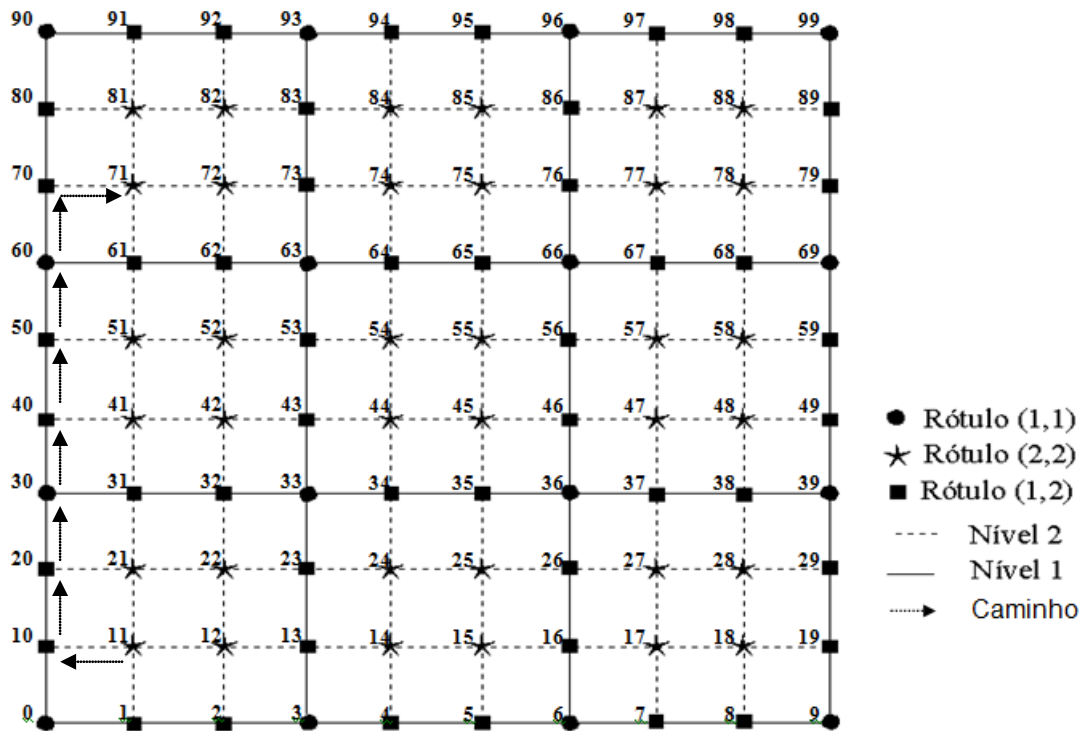 90 91 92 93 94 95 96 97 98 99
80 81 82 83 84 85 86 87 88 89
70 71 72 73 74 75 76 77 78 79
60 61 62 63 64 65 66 67 68 69
50 51 52 53 54 55 56 57 58 59
40 41 42 43 44 45 46 47 48 49
30 31 32 33 34 35 36 37 38 39
20 21 22 23 24 25 26 27 28 29
10 11 12 13 14 15 16 17 18 19
0 1 2 3 4 5 6 7 8 9
Rótulo (1,1)
Rótulo (2,2)
Rótulo (1,2)
Nível 2
Nível 1
Caminho